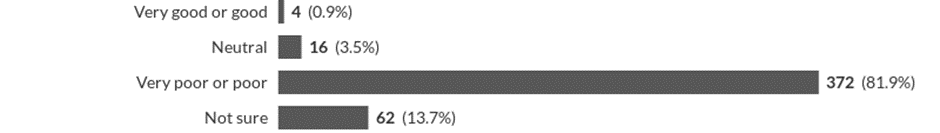 Very good or good 4 (0.9%)
Neutral 16 (3.5%)
Very poor or poor 372 (81.9%)
Not sure 62 (13.7%)